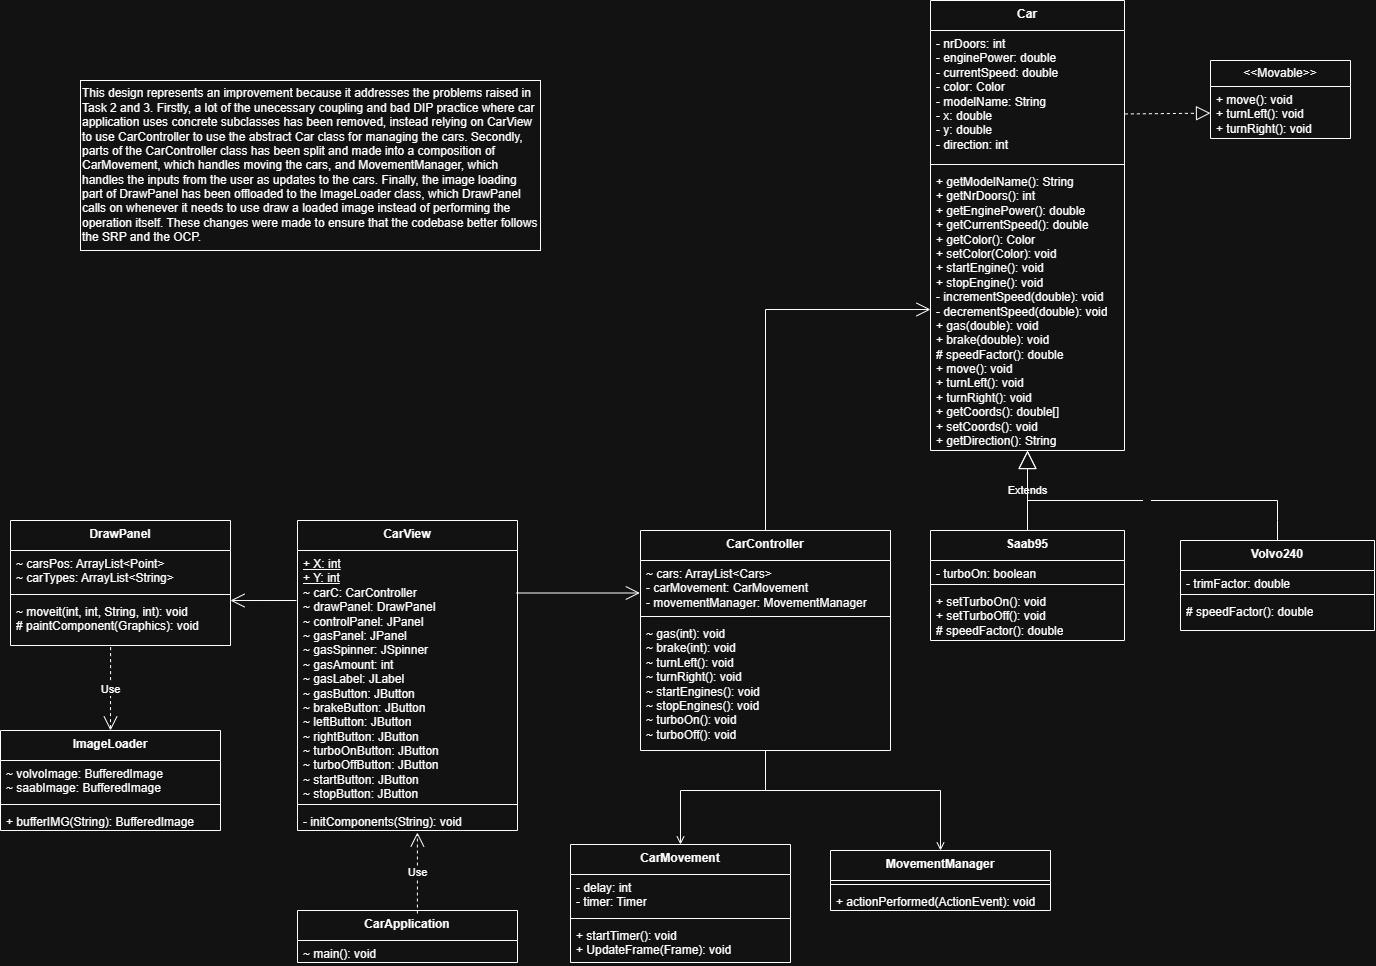 Car
- nrDoors: int
- enginePower: double
- currentSpeed: double
- color: Color
- modelName: String
- x: double
- y: double
- direction: int
+ getModelName(): String
+ getNrDoors(): int
+ getEnginePower(): double
+ getCurrentSpeed(): double
+ getColor(): Color
+ setColor(Color): void
+ startEngine(): void
+ stopEngine(): void
- incrementSpeed(double): void
- decrementSpeed(double): void
+ gas(double): void
+ brake(double): void
# speedFactor(): double
+ move(): void
+ turnLeft(): void
+ turnRight(): void
+ getCoords(): double[]
+ setCoords(): void
+ getDirection(): String
<<Movable>>
+ move(): void
+ turnLeft(): void
+ turnRight(): void
This design represents an improvement because it addresses the problems raised in
Task 2 and 3. Firstly, a lot of the unecessary coupling and bad DIP practice where car
application uses concrete subclasses has been removed, instead relying on CarView
to use CarController to use the abstract Car class for managing the cars. Secondly,
parts of the CarController class has been split and made into a composition of
CarMovement, which handles moving the cars, and MovementManager, which
handles the inputs from the user as updates to the cars. Finally, the image loading
part of DrawPanel has been offloaded to the ImageLoader class, which DrawPanel
calls on whenever it needs to use draw a loaded image instead of performing the
operation itself. These changes were made to ensure that the codebase better follows
the SRP and the OCP.
Extends
DrawPanel
~ carsPos: ArrayList<Point>
~ carTypes: ArrayList<String>
~ moveit(int, int, String, int): void
# paintComponent(Graphics): void
Use
ImageLoader
~ volvoImage: BufferedImage
~ saabImage: BufferedImage
+ bufferIMG(String): BufferedImage
CarView
+ X: int
+ Y: int
~ carC: CarController
~ drawPanel: DrawPanel
~ controlPanel: JPanel
~ gasPanel: JPanel
~ gasSpinner: JSpinner
~ gasAmount: int
~ gasLabel: JLabel
~ gasButton: JButton
~ brakeButton: JButton
~ leftButton: JButton
~ rightButton: JButton
~ turboOnButton: JButton
~ turboOffButton: JButton
~ startButton: JButton
~ stopButton: JButton
- initComponents(String): void
Use
CarApplication
~ main(): void
CarController
~ cars: ArrayList<Cars>
- carMovement: CarMovement
- movementManager: MovementManager
~ gas(int): void
~ brake(int): void
~ turnLeft(): void
~ turnRight(): void
~ startEngines(): void
~ stopEngines(): void
~ turboOn(): void
~ turboOff(): void
CarMovement
- delay: int
- timer: Timer
+ startTimer(): void
+ UpdateFrame(Frame): void
MovementManager
+ actionPerformed(ActionEvent): void
Saab95
- turboOn: boolean
+ setTurboOn(): void
+ setTurboOff(): void
# speedFactor(): double
Volvo240
- trimFactor: double
# speedFactor(): double